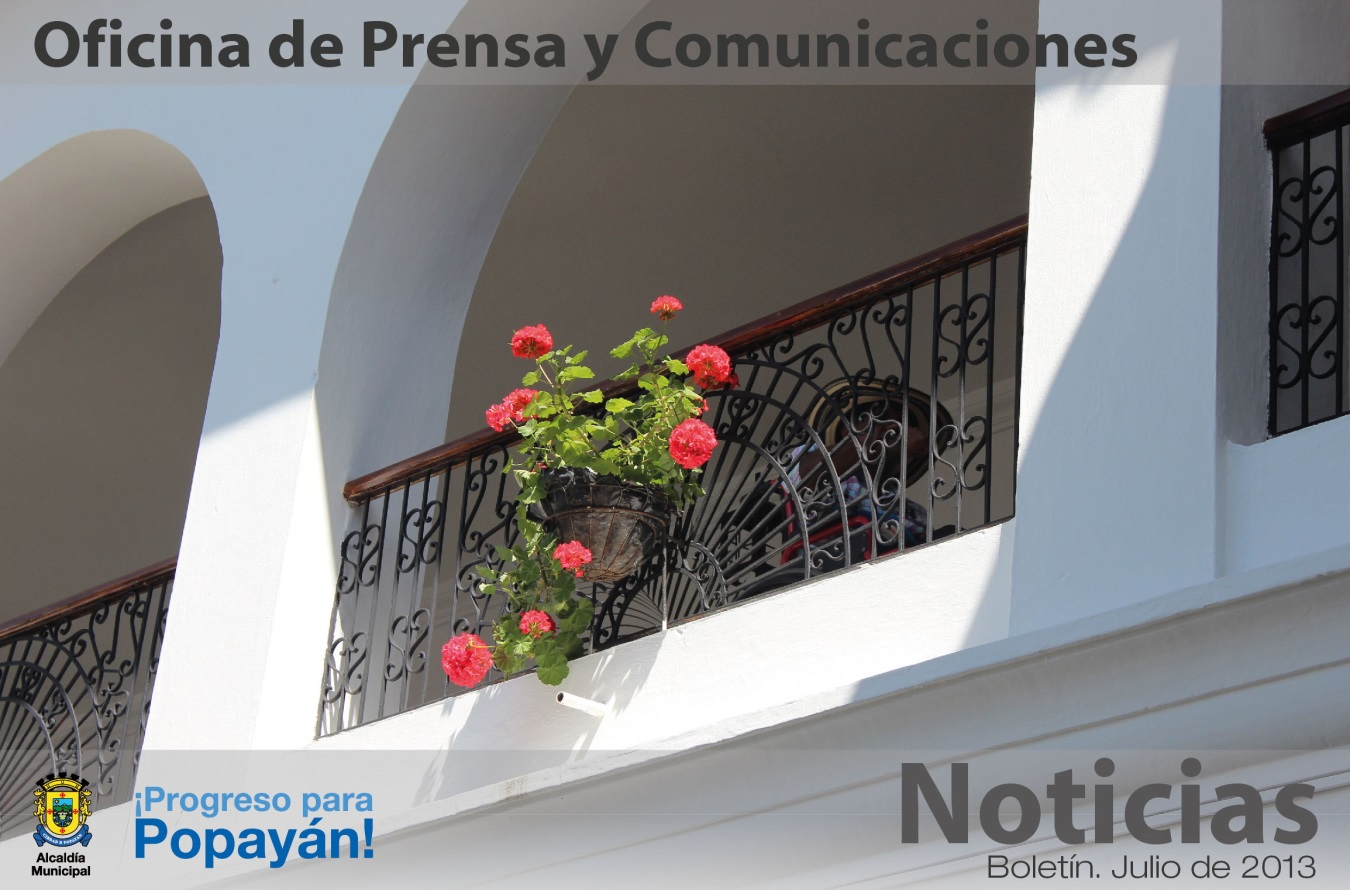 Oficina de Prensa y Comunicaciones
¡Progreso para
Popayán!
Alcaldía
Municipal
Noticias
Boletín. Julio de 2013